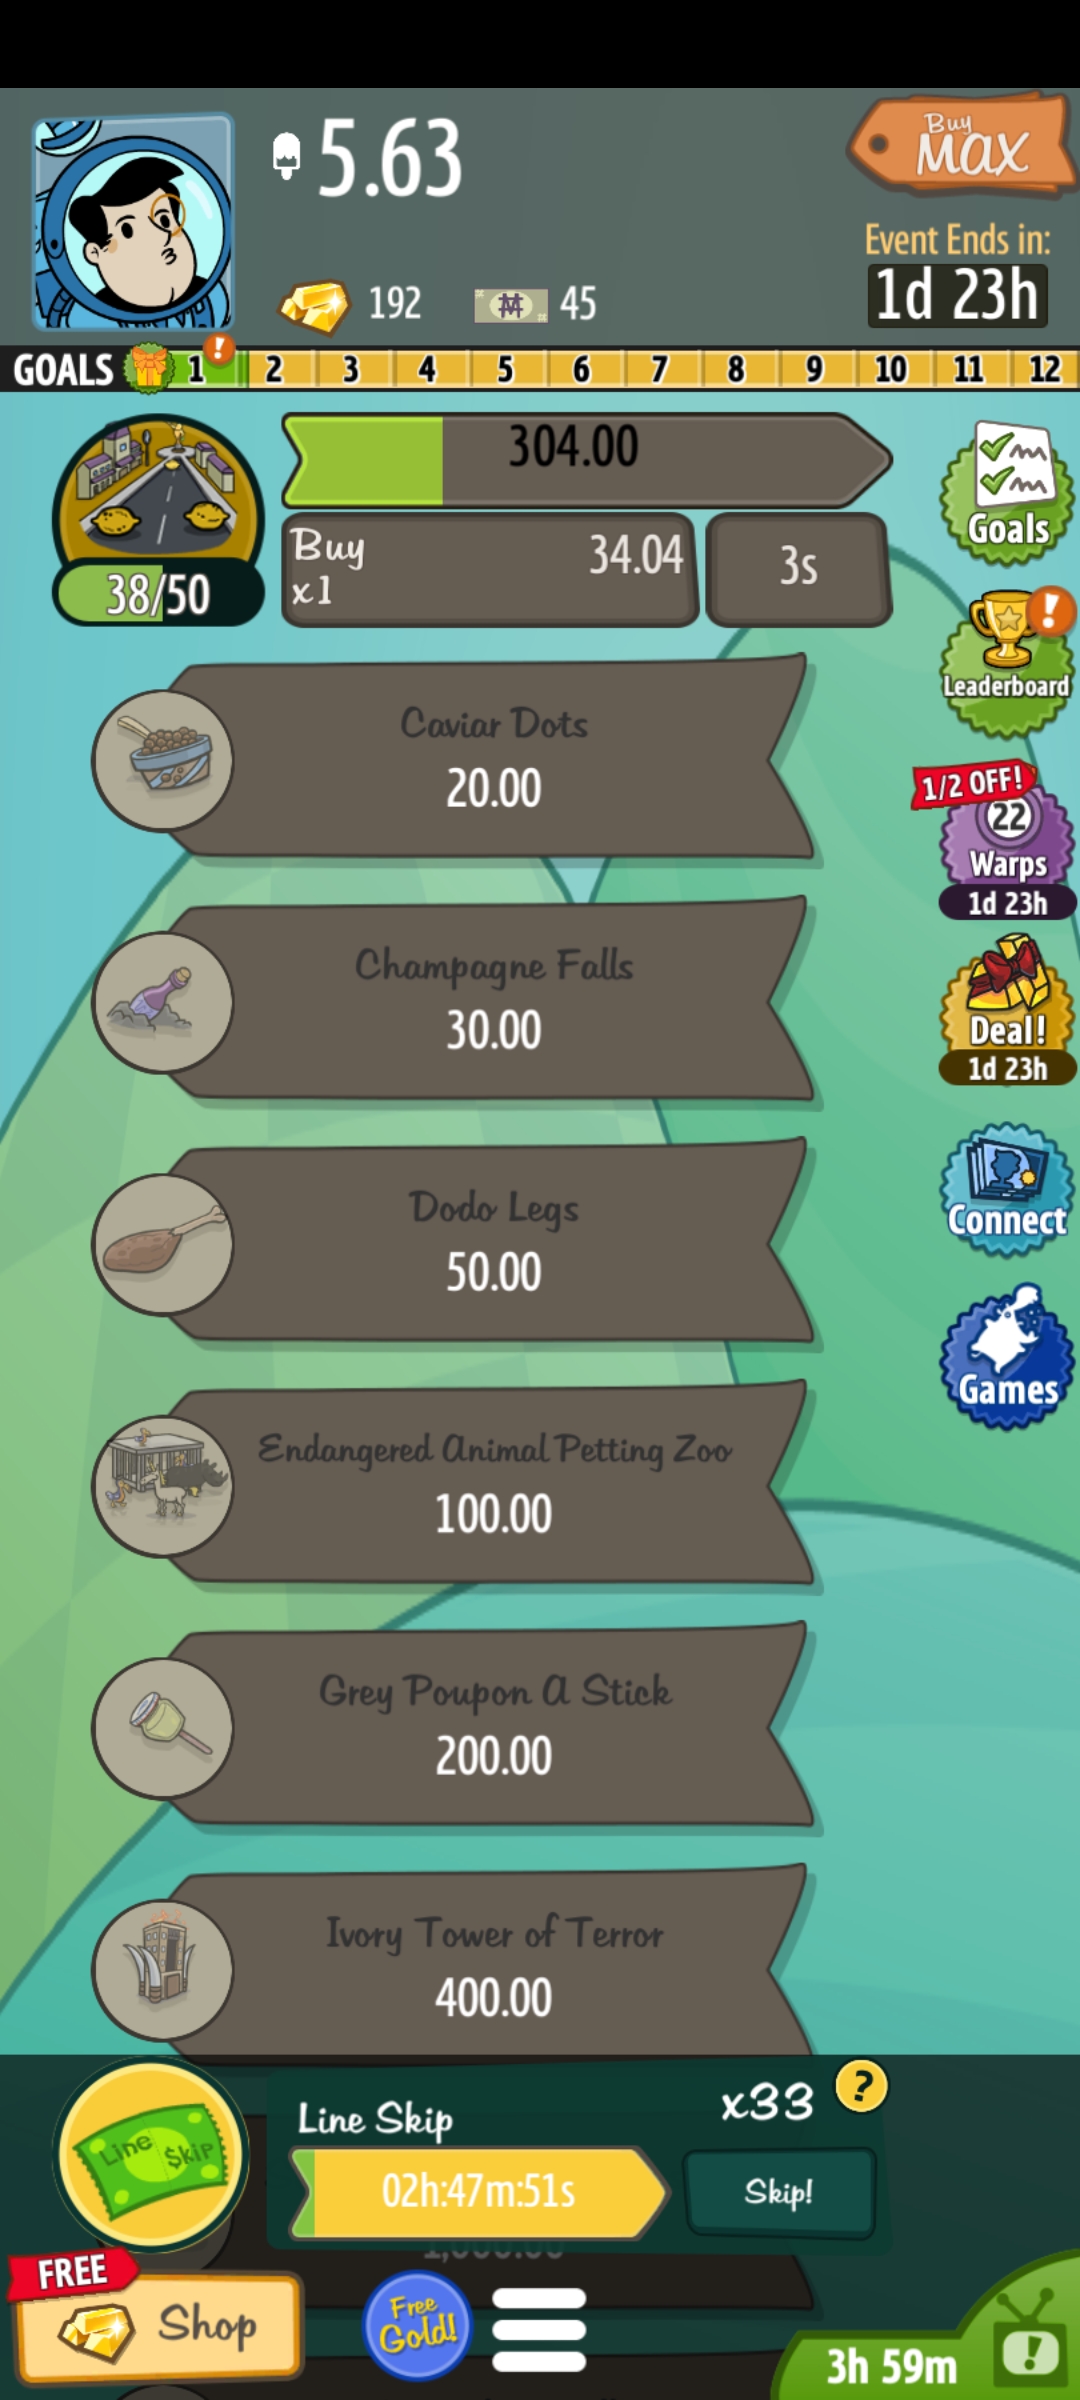 5.63
Buy
MAX
192
45
Event Ends in:
1d 23h
GOALS 1 ! 2 3 4 5 6 7 8 9 10 11 12
304.00
Buy
x1
34.04
3s
38/50
Goals
!
Leaderboard
Caviar Dots
20.00
1/2 OFF!
22
Warps
1d 23h
Champagne Falls
30.00
Deal!
1d 23h
Dodo Legs
50.00
Connect
Games
Endangered Animal Petting Zoo
100.00
Grey Poupon A Stick
200.00
Ivory Tower of Terror
400.00
Line $kip
Line Skip
x33
?
02h:47m:51s
Skip!
1,000.00
FREE
Shop
Free
Gold!
3h 59m
!